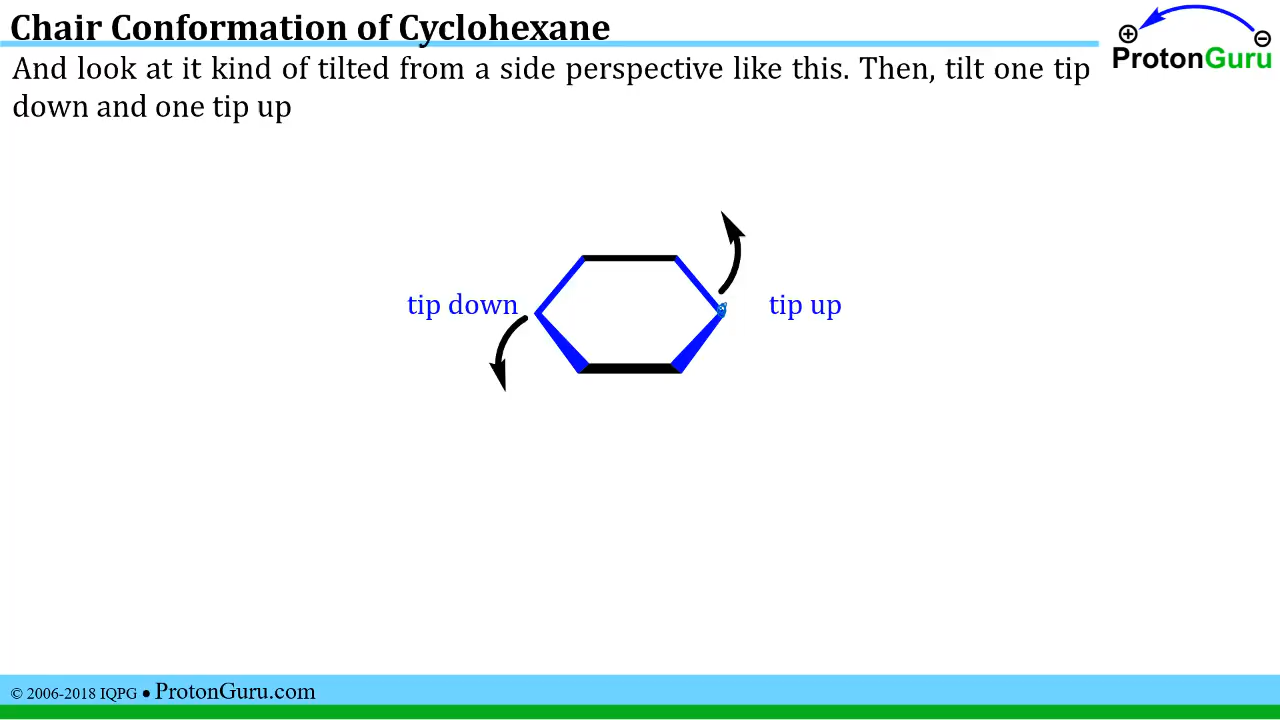 Chair Conformation of Cyclohexane
ProtonGuru
And look at it kind of tilted from a side perspective like this. Then, tilt one tip
down and one tip up
tip down
tip up
© 2006-2018 IQPG ● ProtonGuru.com